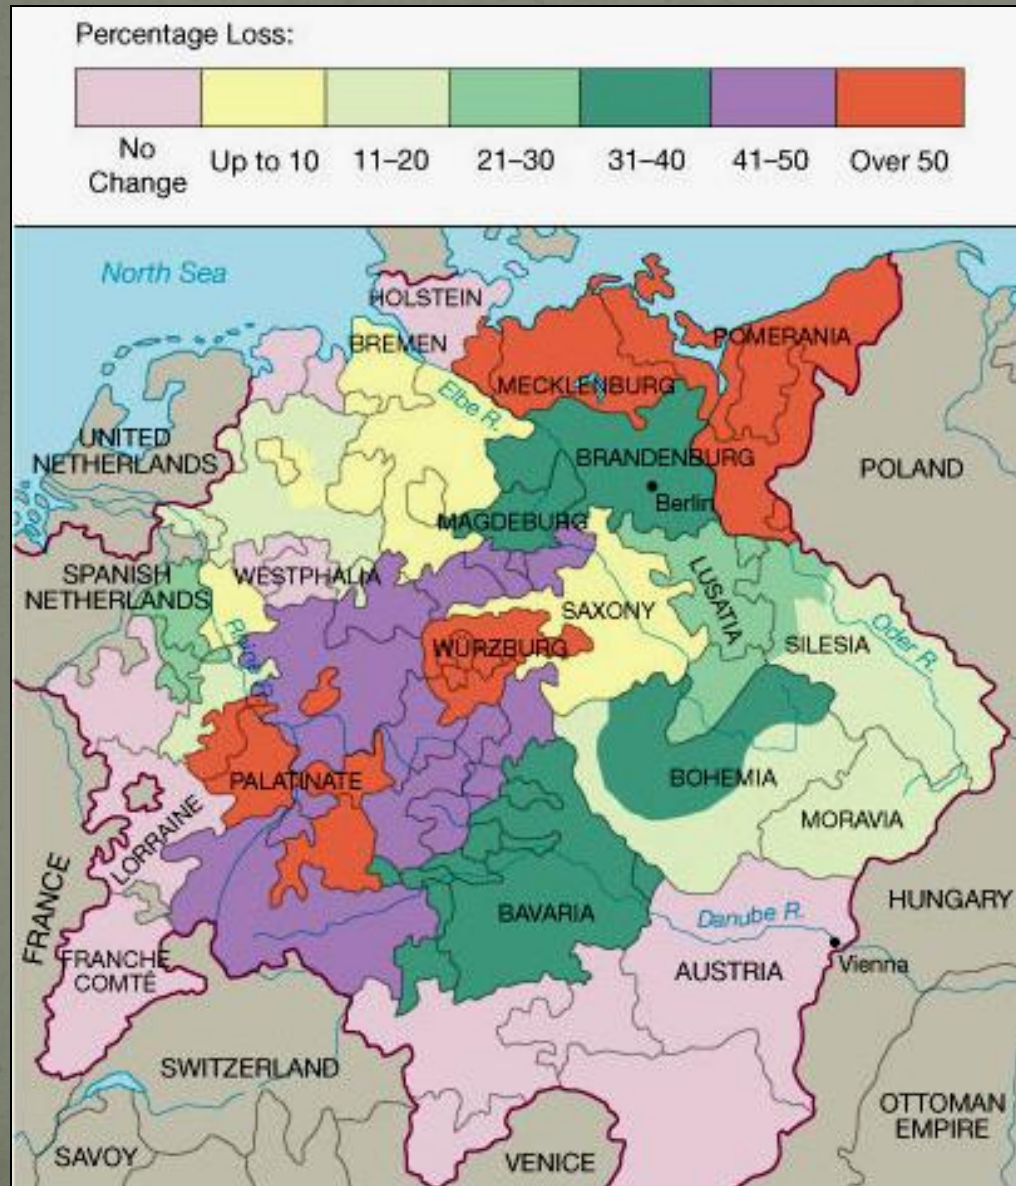 Percentage Loss:
No
Change
Up to 10
11–20
21–30
31–40
41–50
Over 50
North Sea
HOLSTEIN
BREMEN
POMERANIA
MECKLENBURG
Elbe R.
UNITED
NETHERLANDS
BRANDENBURG
POLAND
Berlin
MAGDEBURG
SPANISH
NETHERLANDS
WESTPHALIA
LUSATIA
SAXONY
WÜRZBURG
SILESIA
Oder R.
PALATINATE
BOHEMIA
LORRAINE
MORAVIA
FRANCE
HUNGARY
BAVARIA
Danube R.
FRANCHE
COMTÉ
AUSTRIA
Vienna
SWITZERLAND
OTTOMAN
EMPIRE
SAVOY
VENICE